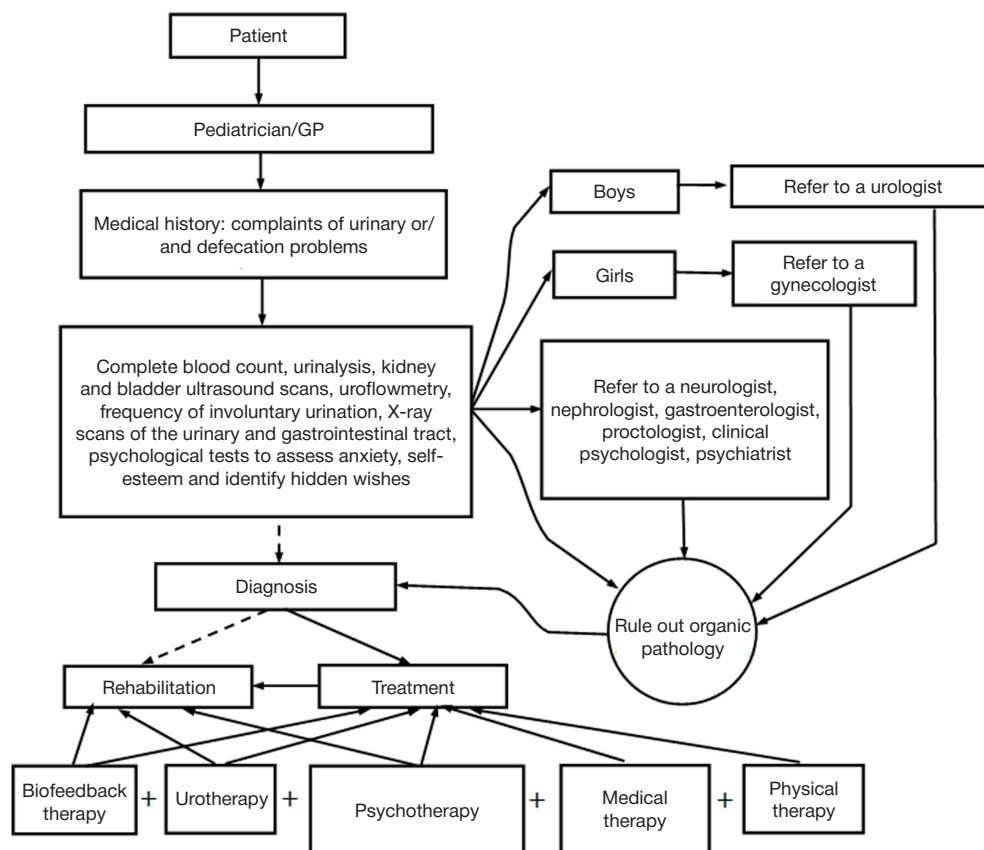 Patient
Pediatrician/GP
Medical history: complaints of urinary or/
and defecation problems
Boys
Refer to a urologist
Girls
Refer to a
gynecologist
Complete blood count, urinalysis, kidney
and bladder ultrasound scans, uroflowmetry,
frequency of involuntary urination, X-ray
scans of the urinary and gastrointestinal tract,
psychological tests to assess anxiety, self-
esteem and identify hidden wishes
Refer to a neurologist,
nephrologist, gastroenterologist,
proctologist, clinical
psychologist, psychiatrist
Diagnosis
Rule out organic
pathology
Rehabilitation
Treatment
Biofeedback
therapy
+
Urotherapy
+
Psychotherapy
+
Medical
therapy
+
Physical
therapy